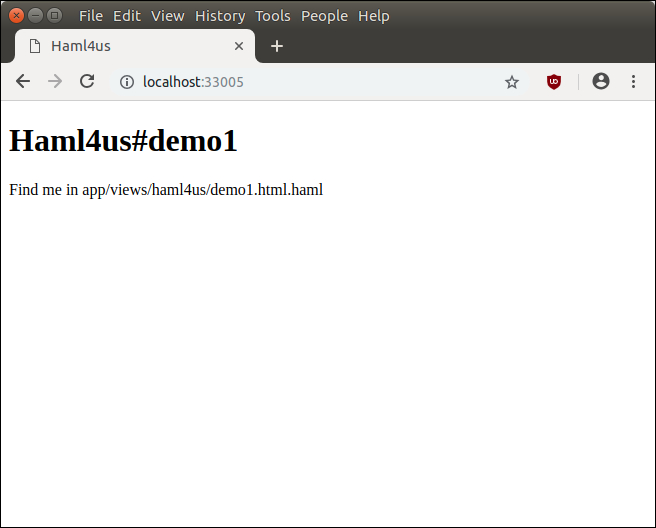 File Edit View History Tools People Help
Haml4us
localhost:33005
Haml4us#demo1
Find me in app/views/haml4us/demo1.html.haml